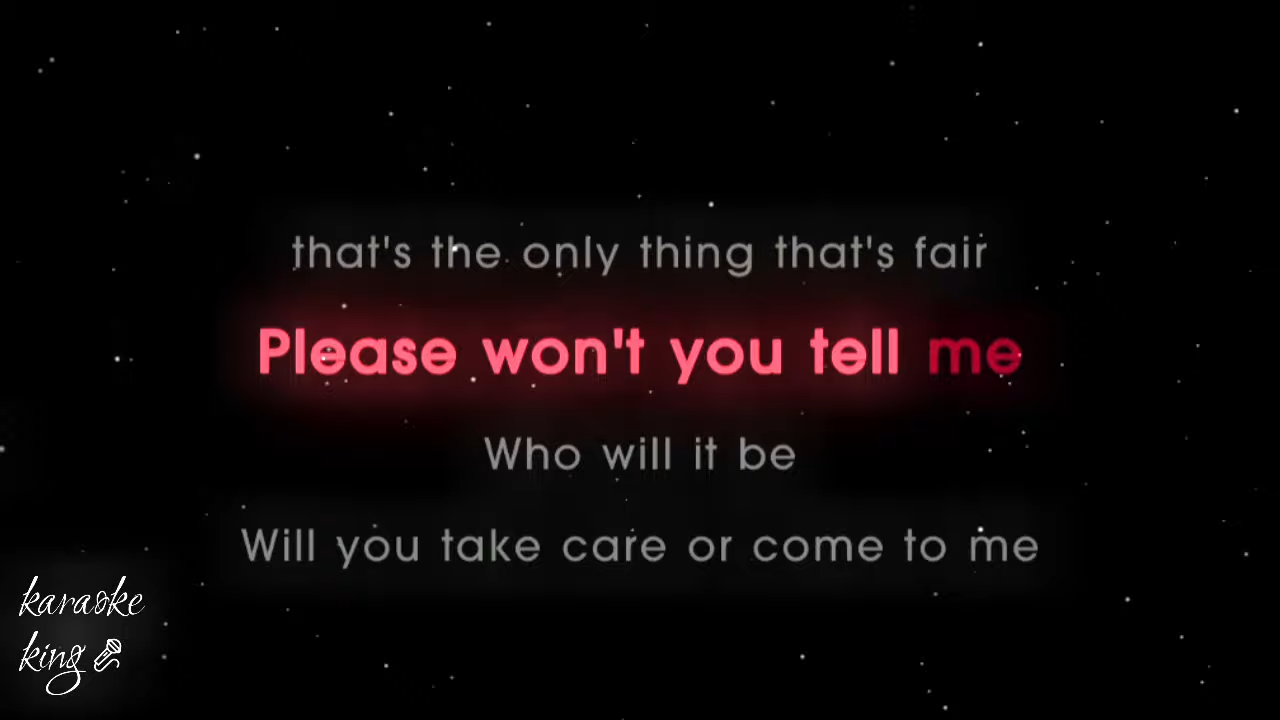 that's the only thing that's fair
Please won't you tell me
Who will it be
Will you take care or come to me
karaoke
king